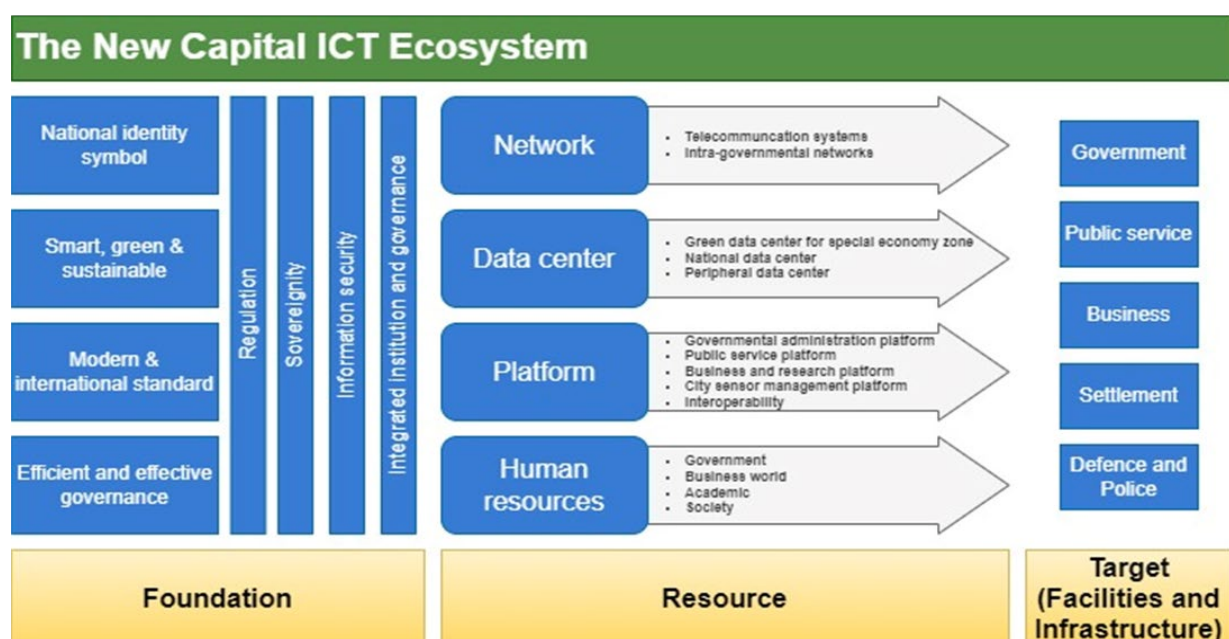 The New Capital ICT Ecosystem
National identity
symbol
Smart, green &
sustainable
Modern &
international standard
Efficient and effective
governance
Regulation
Sovereignity
Information security
Integrated institution and governance
Network
• Telecommuncation systems
• Intra-governmental networks
Data center
• Green data center for special economy zone
• National data center
• Peripheral data center
Platform
• Governmental administration platform
• Public service platform
• Business and research platform
• City sensor management platform
• Interoperability
Human
resources
• Government
• Business world
• Academic
• Society
Government
Public service
Business
Settlement
Defence and
Police
Foundation
Resource
Target
(Facilities and
Infrastructure)